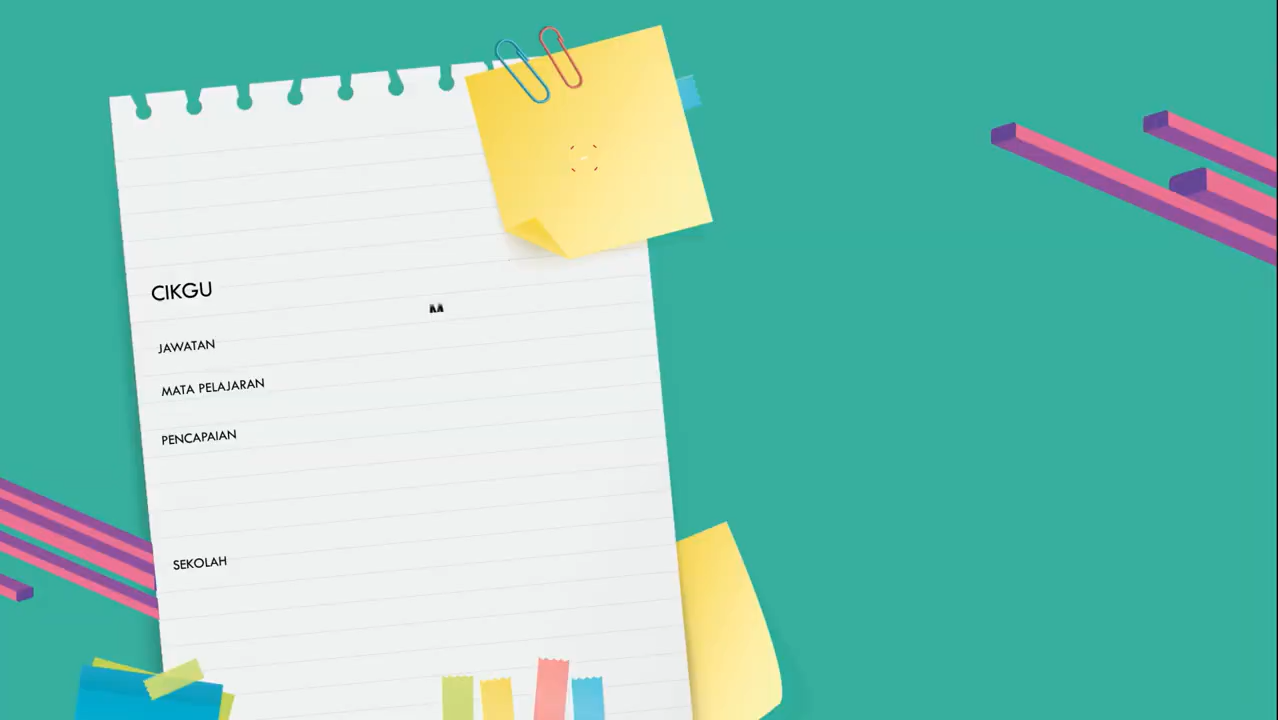 CIKGU
JAWATAN
MATA PELAJARAN
PENCAPAIAN
SEKOLAH